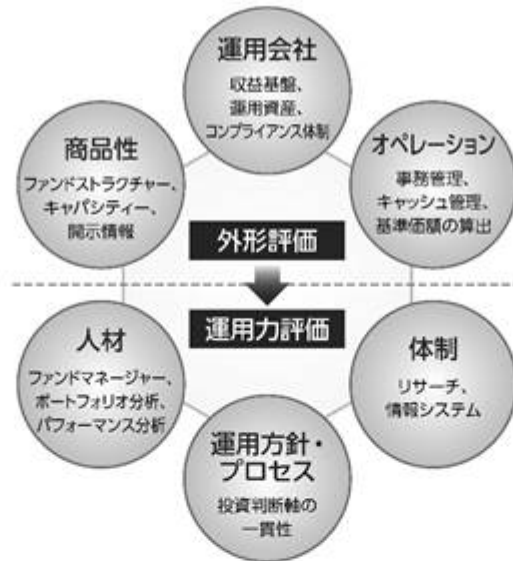 運用会社
収益基盤、
運用資産、
コンプライアンス体制
商品性
ファンドストラクチャー、
キャパシティー、
開示情報
オペレーション
事務管理、
キャッシュ管理、
基準価額の算出
外形評価
運用力評価
人材
ファンドマネージャー、
ポートフォリオ分析、
パフォーマンス分析
体制
リサーチ、
情報システム
運用方針・
プロセス
投資判断軸の
一貫性